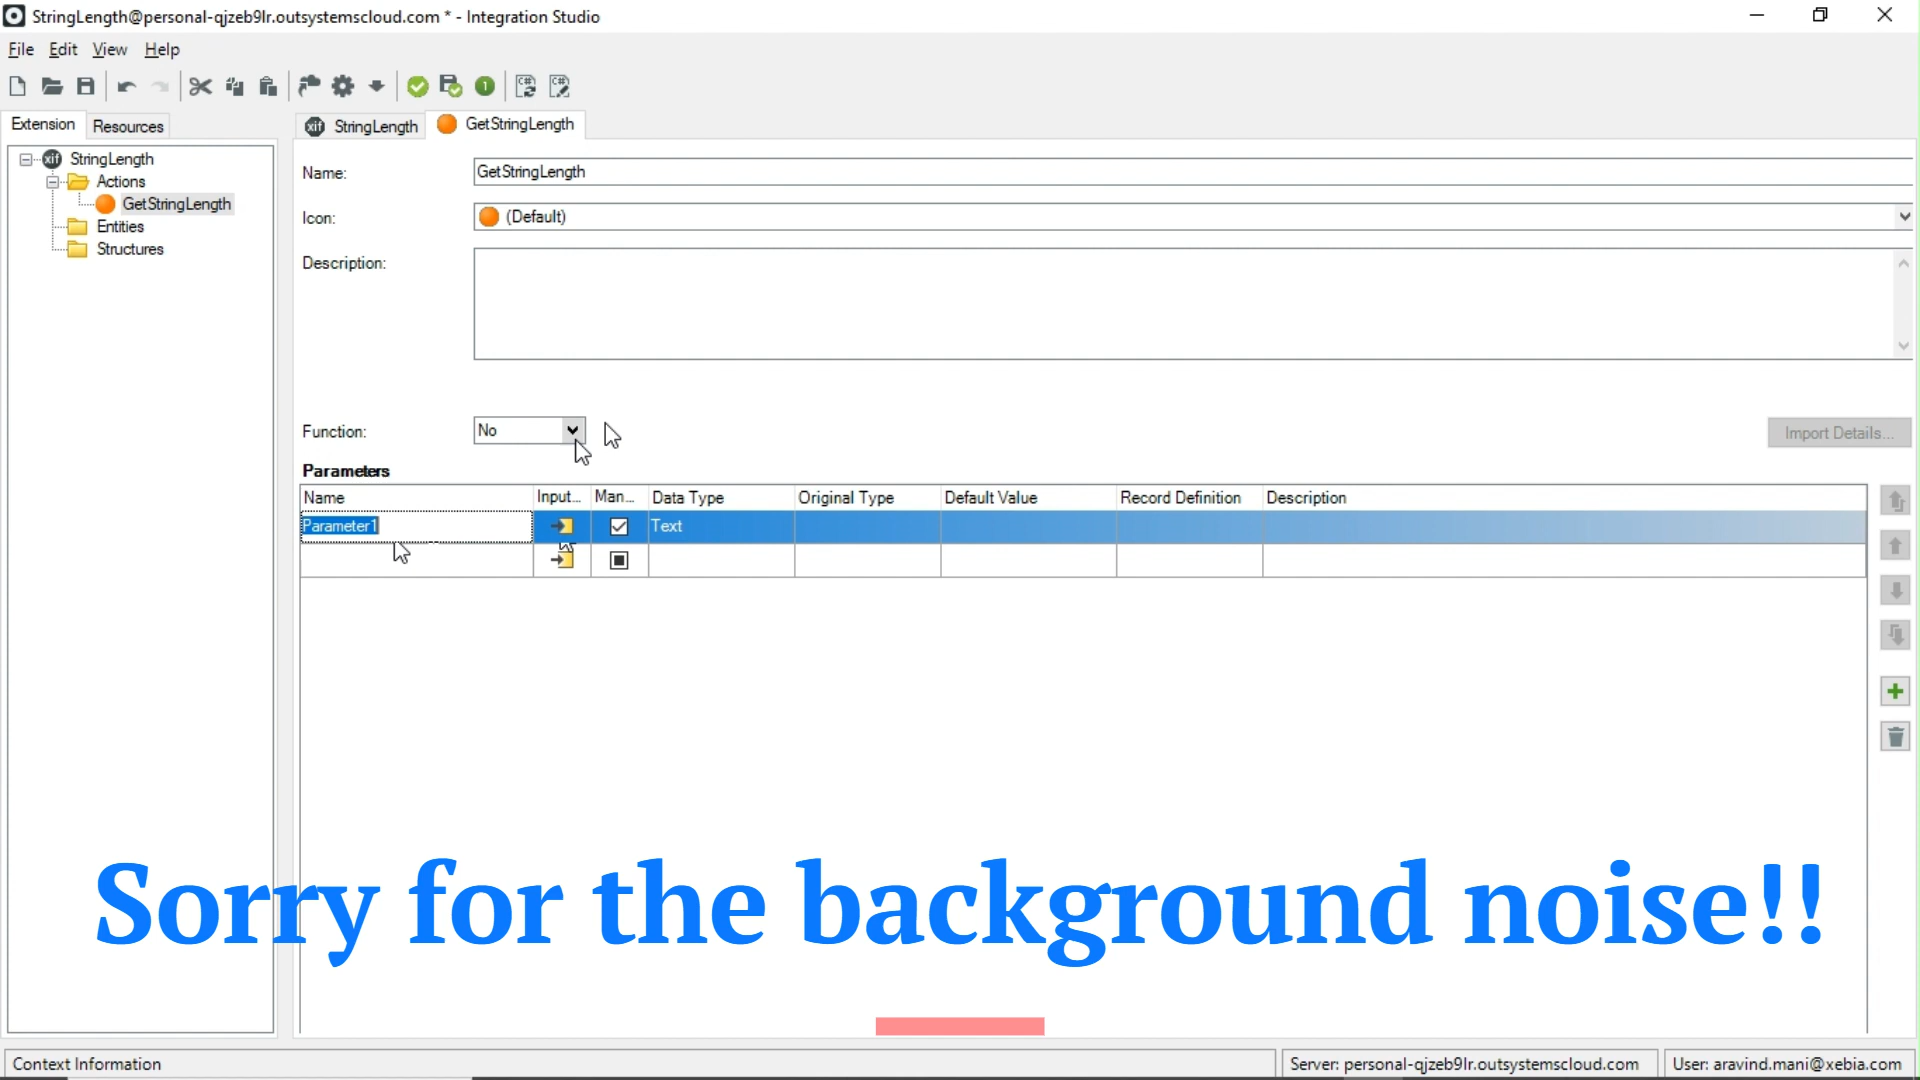 StringLength@personal-qjzeb9lr.outsystemscloud.com * - Integration Studio
File Edit View Help
Extension Resources
xif StringLength GetStringLength
xif StringLength
Actions
GetStringLength
Entities
Structures
Name: GetStringLength
Icon: (Default)
Description:
Function: No
Import Details...
Parameters
Name Input... Man... Data Type Original Type Default Value Record Definition Description
Parameter1 Text
Sorry for the background noise!!
Context Information Server: personal-qjzeb9lr.outsystemscloud.com User: aravind.mani@xebia.com